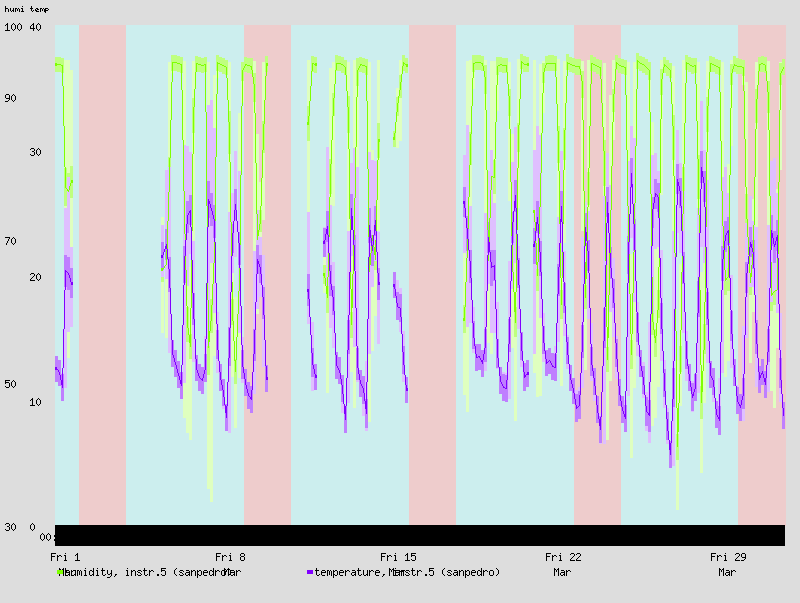 humi temp
100 40
90
30
70
20
50
10
30 0
00:
Fri 1 Fri 8 Fri 15 Fri 22 Fri 29
Mar Mar Mar Mar Mar
humidity, instr.5 (sanpedro) temperature, instr.5 (sanpedro)